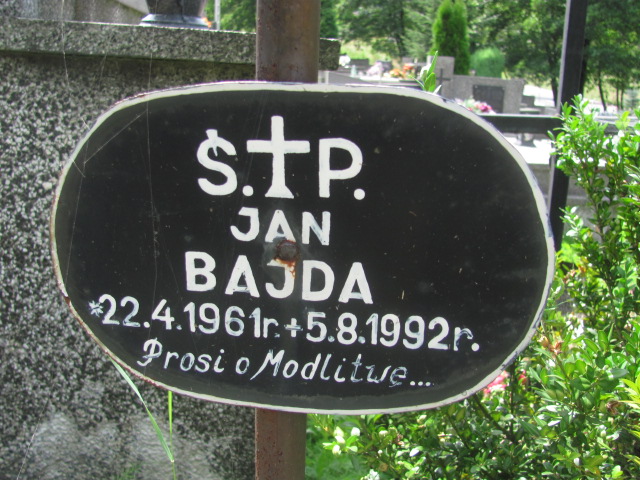 Ś.†P.
JAN
BAJDA
*22.4.1961r.+5.8.1992r.
Prosi o Modlitwę...